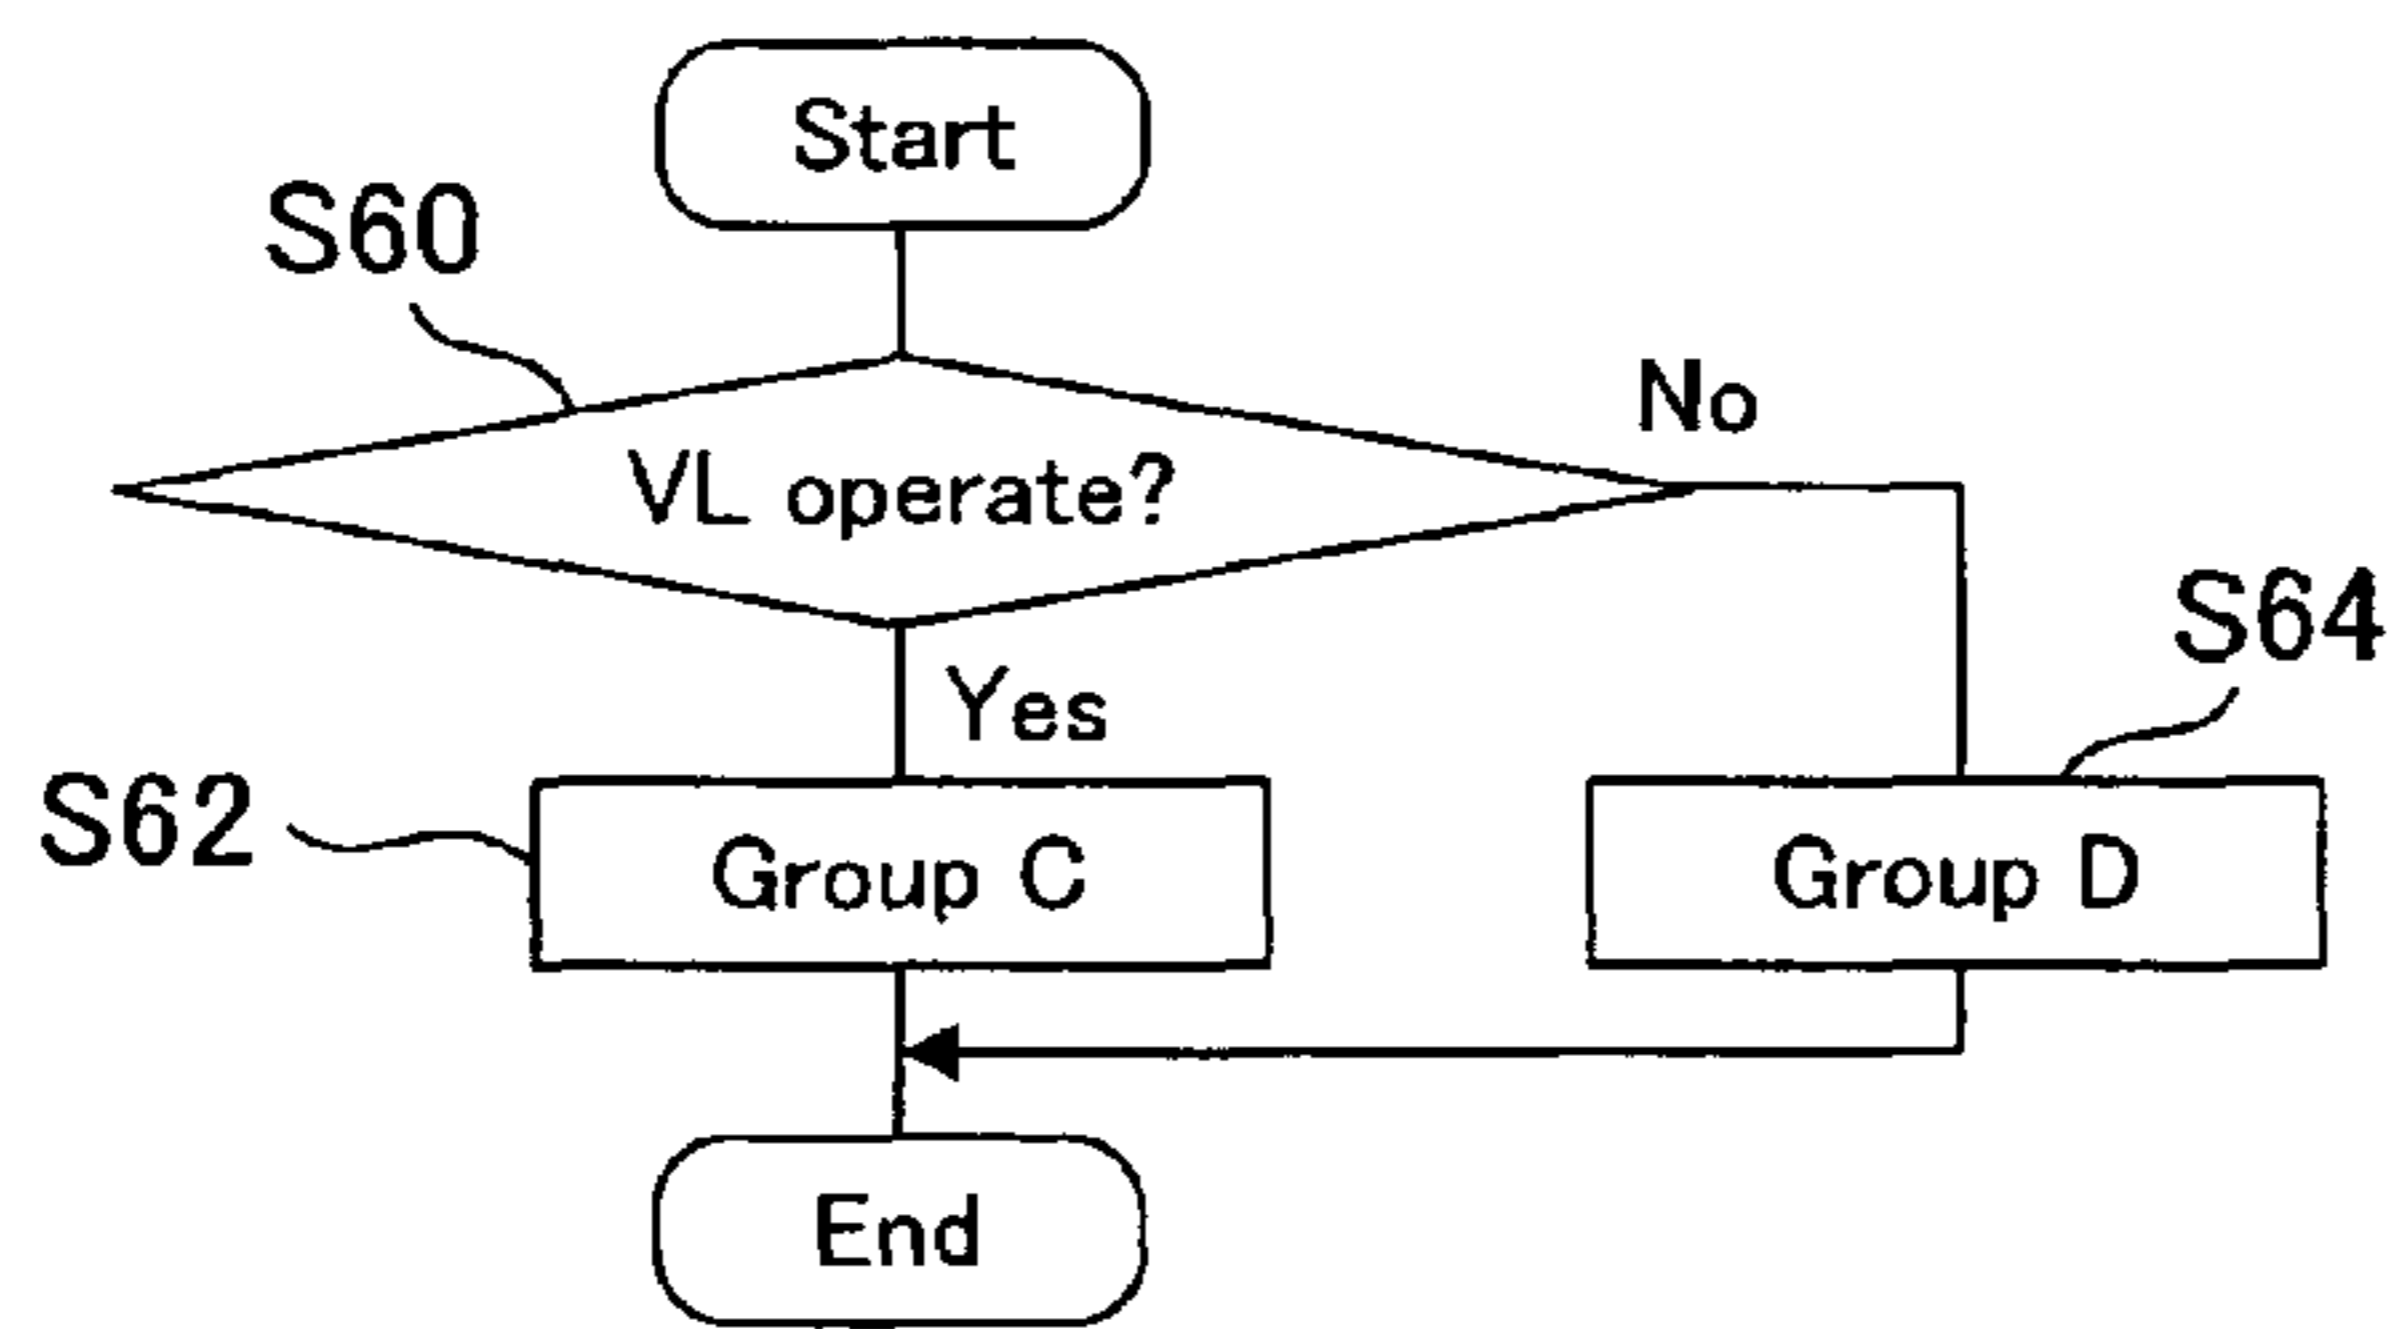 Start
S60
No
VL operate?
S64
Yes
S62
Group C
Group D
End